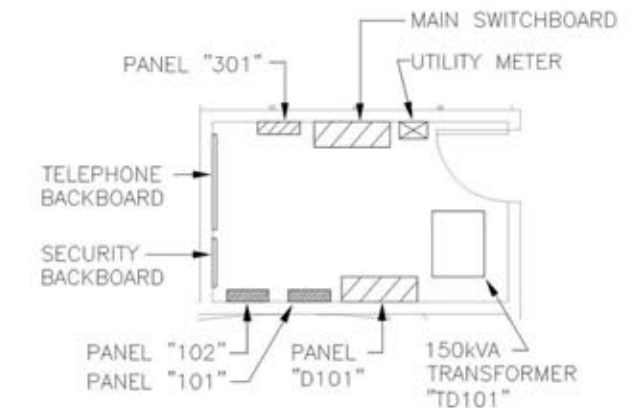 MAIN SWITCHBOARD
PANEL "301"
UTILITY METER
TELEPHONE
BACKBOARD
SECURITY
BACKBOARD
PANEL "102"
PANEL "101"
PANEL
"D101"
150kVA
TRANSFORMER
"TD101"